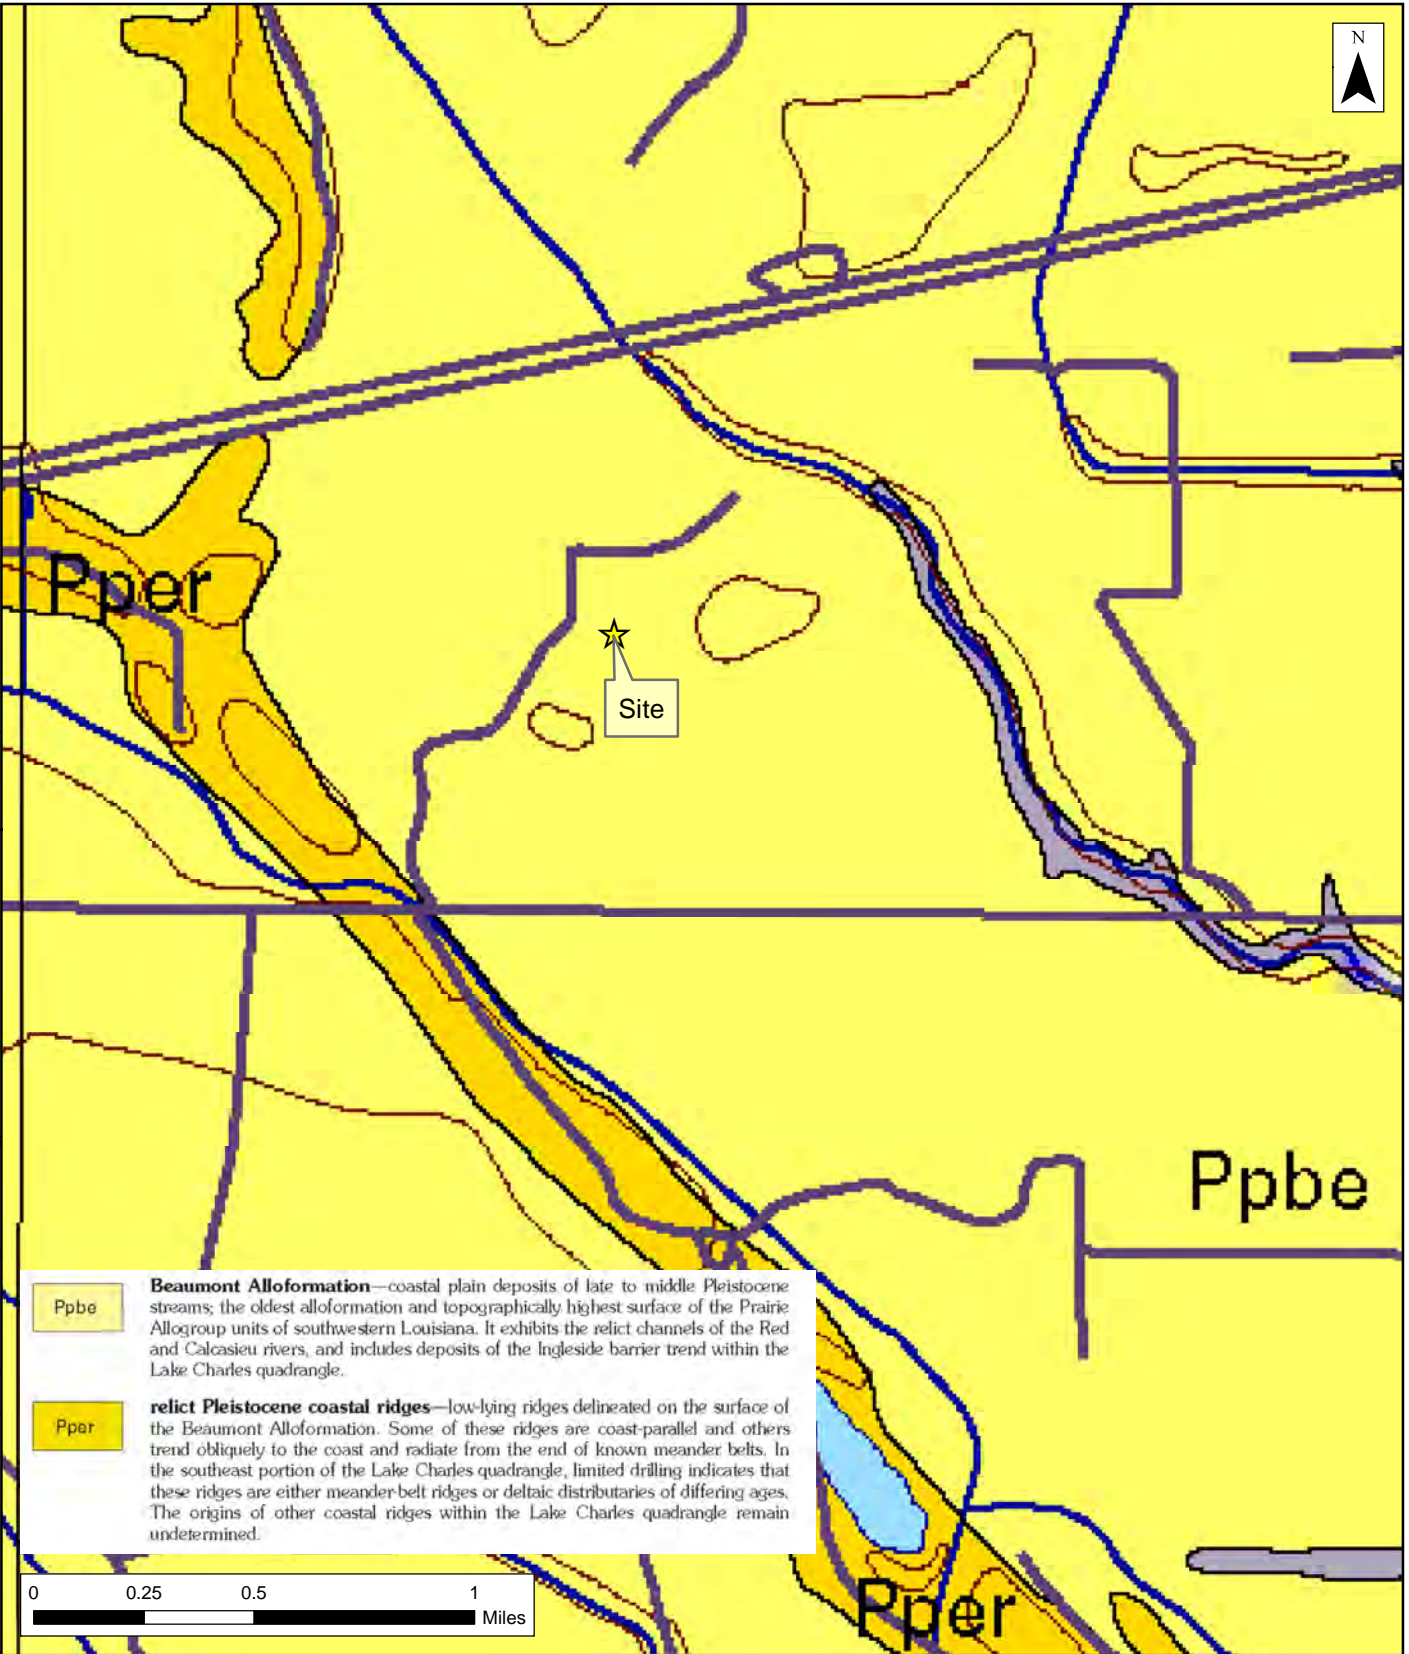 N
Pper
Site
Ppbe
Ppbe
Beaumont Alloformation—coastal plain deposits of late to middle Pleistocene
streams; the oldest alloformation and topographically highest surface of the Prairie
Allogroup units of southwestern Louisiana. It exhibits the relict channels of the Red
and Calcasieu rivers, and includes deposits of the Ingleside barrier trend within the
Lake Charles quadrangle.
Pper
relict Pleistocene coastal ridges—low-lying ridges delineated on the surface of
the Beaumont Alloformation. Some of these ridges are coast-parallel and others
trend obliquely to the coast and radiate from the end of known meander belts. In
the southeast portion of the Lake Charles quadrangle, limited drilling indicates that
these ridges are either meander-belt ridges or deltaic distributaries of differing ages.
The origins of other coastal ridges within the Lake Charles quadrangle remain
undetermined.
0 0.25 0.5 1
Miles
Pper